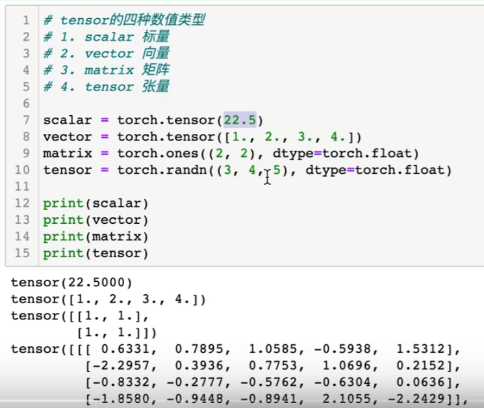 1 # tensor的四种数值类型
2 # 1. scalar 标量
3 # 2. vector 向量
4 # 3. matrix 矩阵
5 # 4. tensor 张量
6
7 scalar = torch.tensor(22.5)
8 vector = torch.tensor([1., 2., 3., 4.])
9 matrix = torch.ones((2, 2), dtype=torch.float)
10 tensor = torch.randn((3, 4, 5), dtype=torch.float)
11
12 print(scalar)
13 print(vector)
14 print(matrix)
15 print(tensor)
tensor(22.5000)
tensor([1., 2., 3., 4.])
tensor([[1., 1.],
[1., 1.]])
tensor([[[ 0.6331, 0.7895, 1.0585, -0.5938, 1.5312],
[-2.2957, 0.3936, 0.7753, 1.0696, 0.2152],
[-0.8332, -0.2777, -0.5762, -0.6304, 0.0636],
[-1.8580, -0.9448, -0.8941, 2.1055, -2.2429]],